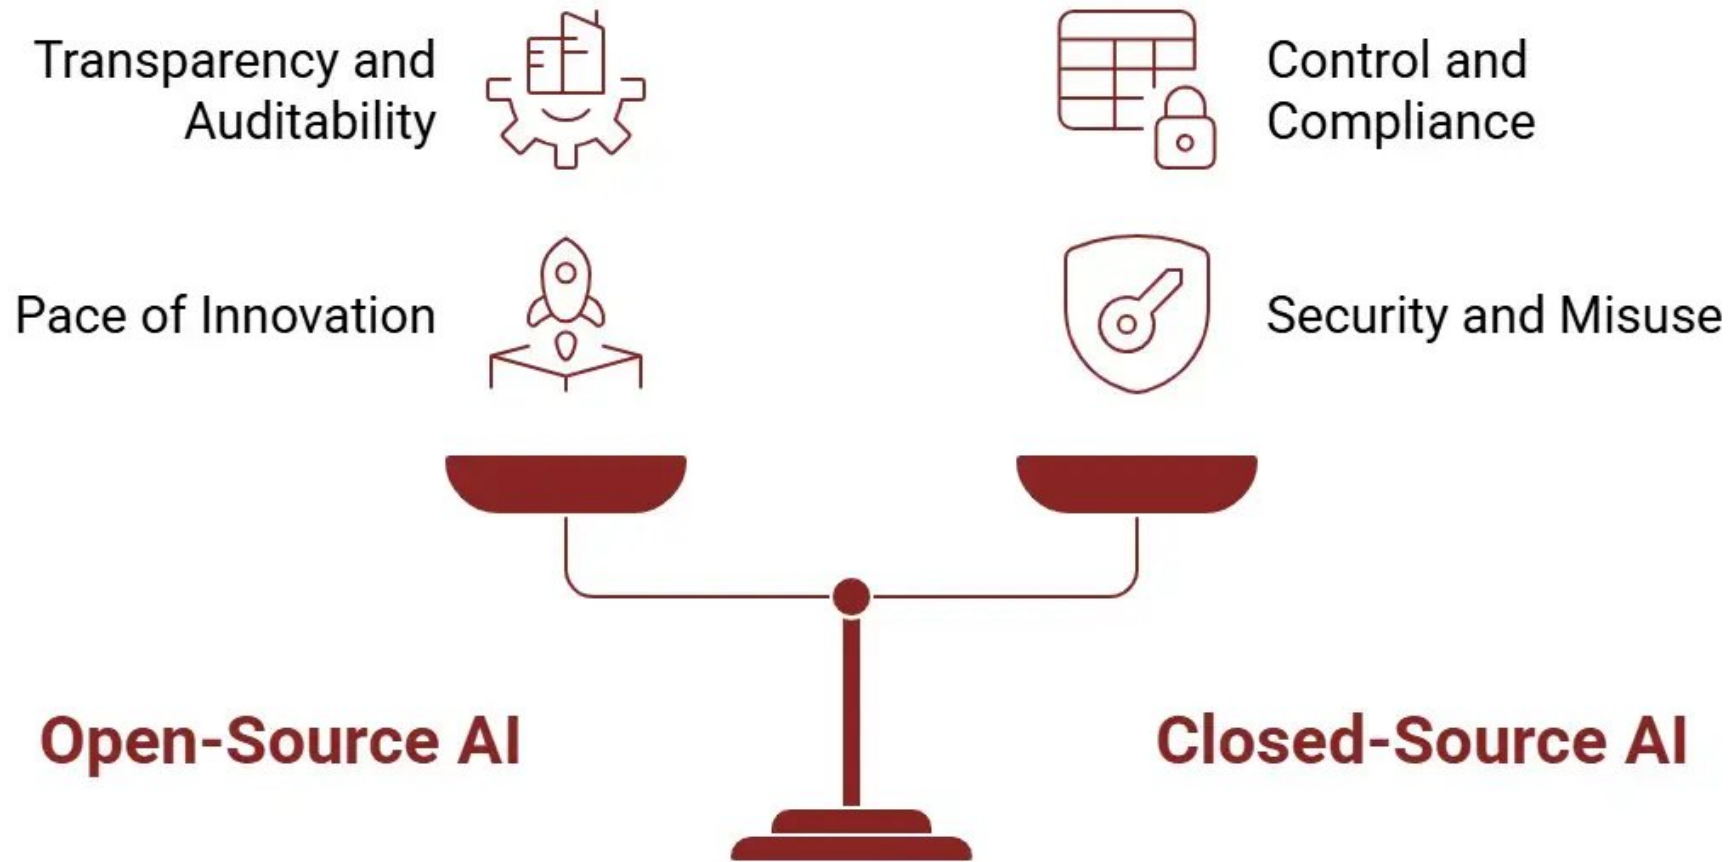 Transparency and
Auditability
Control and
Compliance
Pace of Innovation
Security and Misuse
Open-Source AI
Closed-Source AI